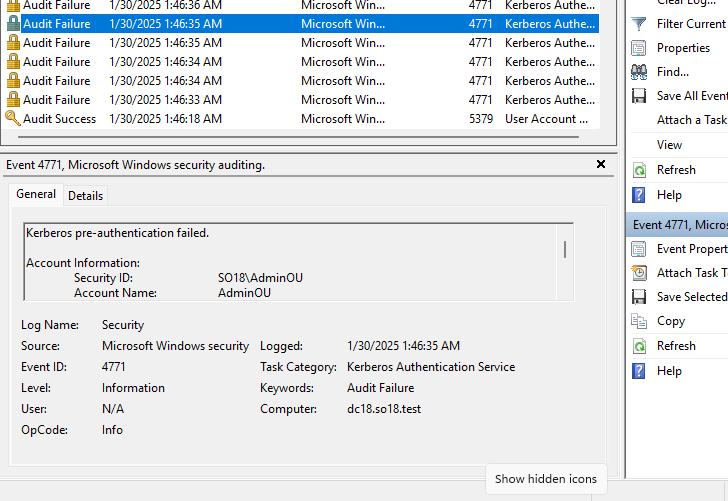 Audit Failure 1/30/2025 1:46:36 AM Microsoft Win... 4771 Kerberos Authe...
Audit Failure 1/30/2025 1:46:35 AM Microsoft Win... 4771 Kerberos Authe...
Audit Failure 1/30/2025 1:46:35 AM Microsoft Win... 4771 Kerberos Authe...
Audit Failure 1/30/2025 1:46:34 AM Microsoft Win... 4771 Kerberos Authe...
Audit Failure 1/30/2025 1:46:34 AM Microsoft Win... 4771 Kerberos Authe...
Audit Failure 1/30/2025 1:46:33 AM Microsoft Win... 4771 Kerberos Authe...
Audit Success 1/30/2025 1:46:18 AM Microsoft Win... 5379 User Account ...
Event 4771, Microsoft Windows security auditing.
General Details
Kerberos pre-authentication failed.
Account Information:
Security ID: SO18\AdminOU
Account Name: AdminOU
Log Name: Security
Source: Microsoft Windows security Logged: 1/30/2025 1:46:35 AM
Event ID: 4771 Task Category: Kerberos Authentication Service
Level: Information Keywords: Audit Failure
User: N/A Computer: dc18.so18.test
OpCode: Info
Show hidden icons
Clear Log...
Filter Current
Properties
Find...
Save All Event
Attach a Task
View
Refresh
Help
Event 4771, Micros
Event Propert
Attach Task T
Save Selected
Copy
Refresh
Help